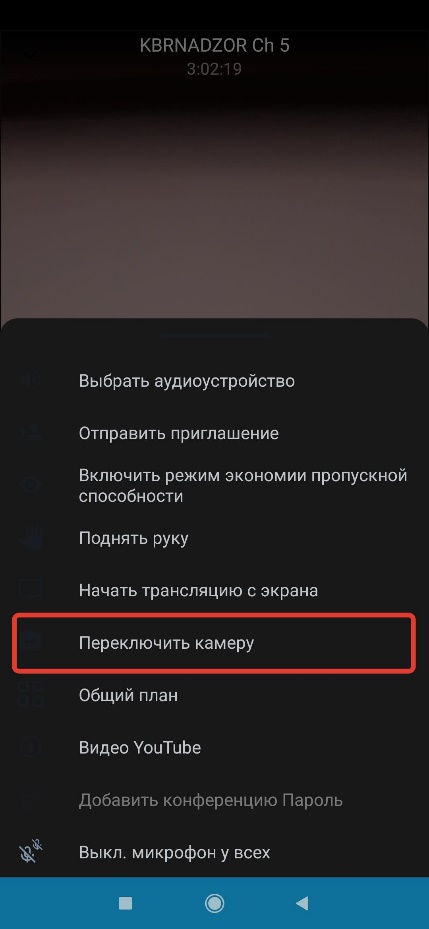 KBRNADZOR Ch 5
3:02:19
Выбрать аудиоустройство
Отправить приглашение
Включить режим экономии пропускной
способности
Поднять руку
Начать трансляцию с экрана
Переключить камеру
Общий план
Видео YouTube
Добавить конференцию Пароль
Выкл. микрофон у всех